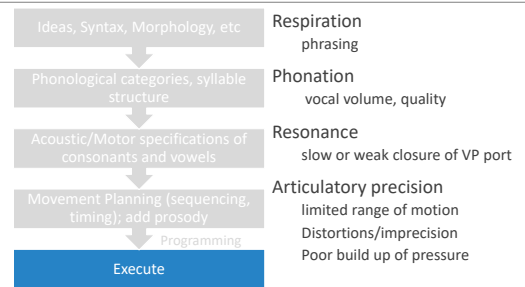 Ideas, Syntax, Morphology, etc
Phonological categories, syllable
structure
Acoustic/Motor specifications of
consonants and vowels
Movement Planning (sequencing,
timing); add prosody
Programming
Execute
Respiration
phrasing
Phonation
vocal volume, quality
Resonance
slow or weak closure of VP port
Articulatory precision
limited range of motion
Distortions/imprecision
Poor build up of pressure